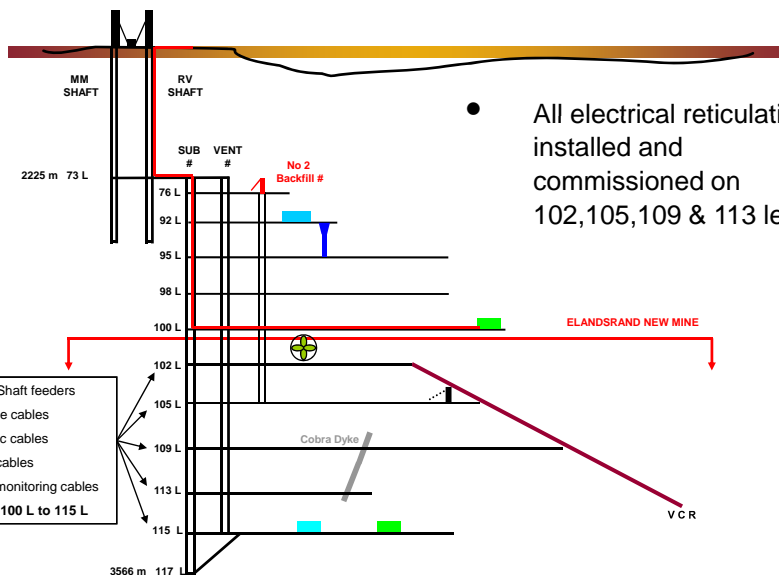 MM
SHAFT
RV
SHAFT
SUB
#
VENT
#
No 2
Backfill #
2225 m 73 L
76 L
92 L
95 L
98 L
100 L
102 L
105 L
109 L
113 L
115 L
3566 m 117 L
• All electrical
installed and
commissioned on
102,105,109 & 113
ELANDSRAND NEW MINE
Cobra Dyke
V C R
Shaft feeders
cables
cables
cables
monitoring cables
100 L to 115 L